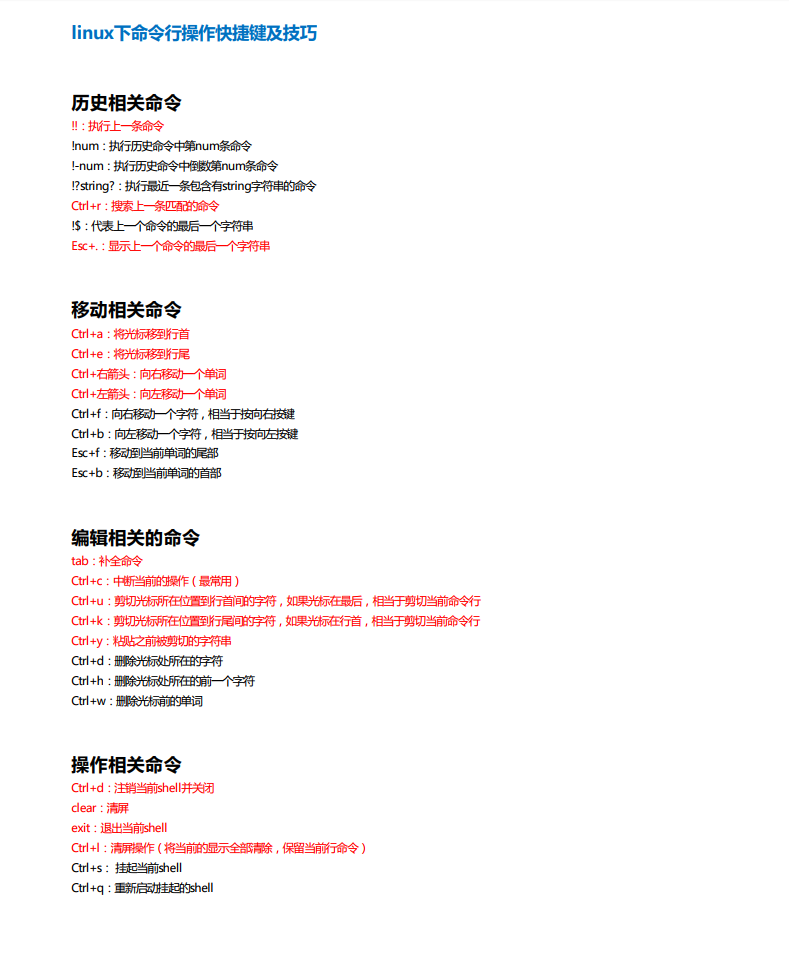 linux下命令行操作快捷键及技巧
历史相关命令
!!：执行上一条命令
!num：执行历史命令中第num条命令
!-num：执行历史命令中倒数第num条命令
!?string?：执行最近一条包含有string字符串的命令
Ctrl+r：搜索上一条匹配的命令
!$：代表上一个命令的最后一个字符串
Esc+.：显示上一个命令的最后一个字符串
移动相关命令
Ctrl+a：将光标移到行首
Ctrl+e：将光标移到行尾
Ctrl+右箭头：向右移动一个单词
Ctrl+左箭头：向左移动一个单词
Ctrl+f：向右移动一个字符，相当于按向右按键
Ctrl+b：向左移动一个字符，相当于按向左按键
Esc+f：移动到当前单词的尾部
Esc+b：移动到当前单词的首部
编辑相关的命令
tab：补全命令
Ctrl+c：中断当前的操作（最常用）
Ctrl+u：剪切光标所在位置到行首间的字符，如果光标在最后，相当于剪切当前命令行
Ctrl+k：剪切光标所在位置到行尾间的字符，如果光标在行首，相当于剪切当前命令行
Ctrl+y：粘贴之前被剪切的字符串
Ctrl+d：删除光标处所在的字符
Ctrl+h：删除光标处所在的前一个字符
Ctrl+w：删除光标前的单词
操作相关命令
Ctrl+d：注销当前shell并关闭
clear：清屏
exit：退出当前shell
Ctrl+l：清屏操作（将当前的显示全部清除，保留当前行命令）
Ctrl+s： 挂起当前shell
Ctrl+q：重新启动挂起的shell